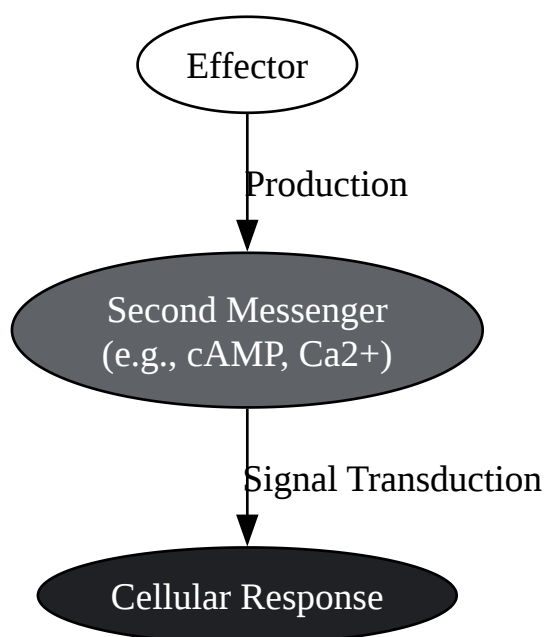 Effector
Production
Second Messenger
(e.g., cAMP, Ca2+)
Signal Transduction
Cellular Response